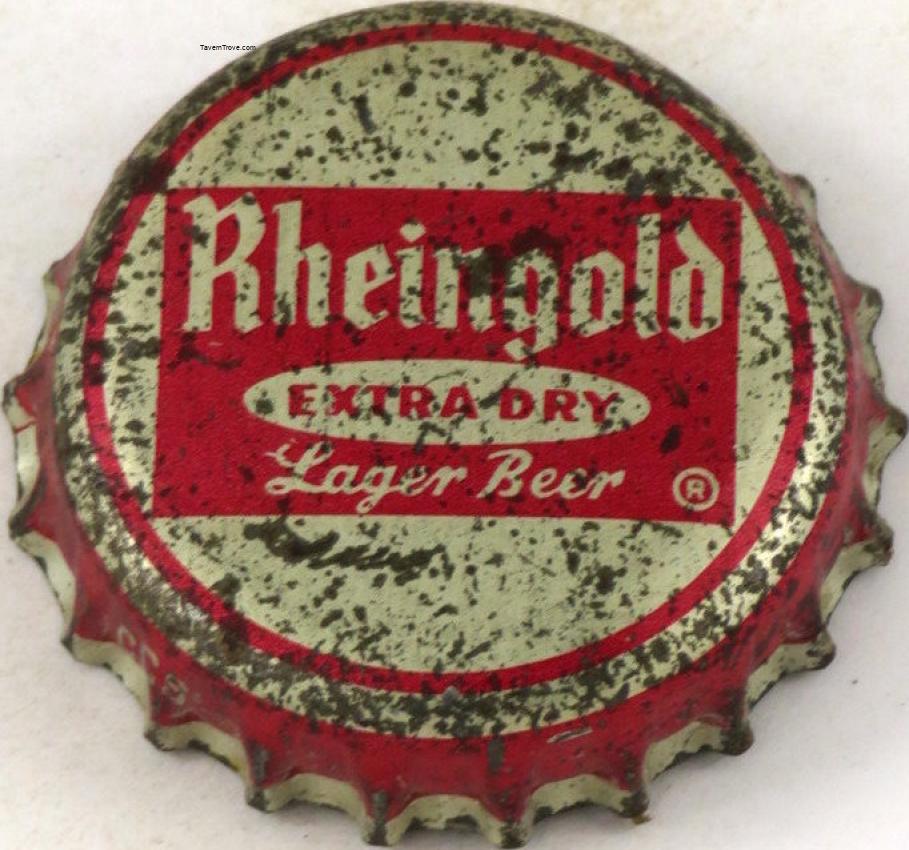 TavernTrove.com
Rheingold
EXTRA DRY
Lager Beer
®